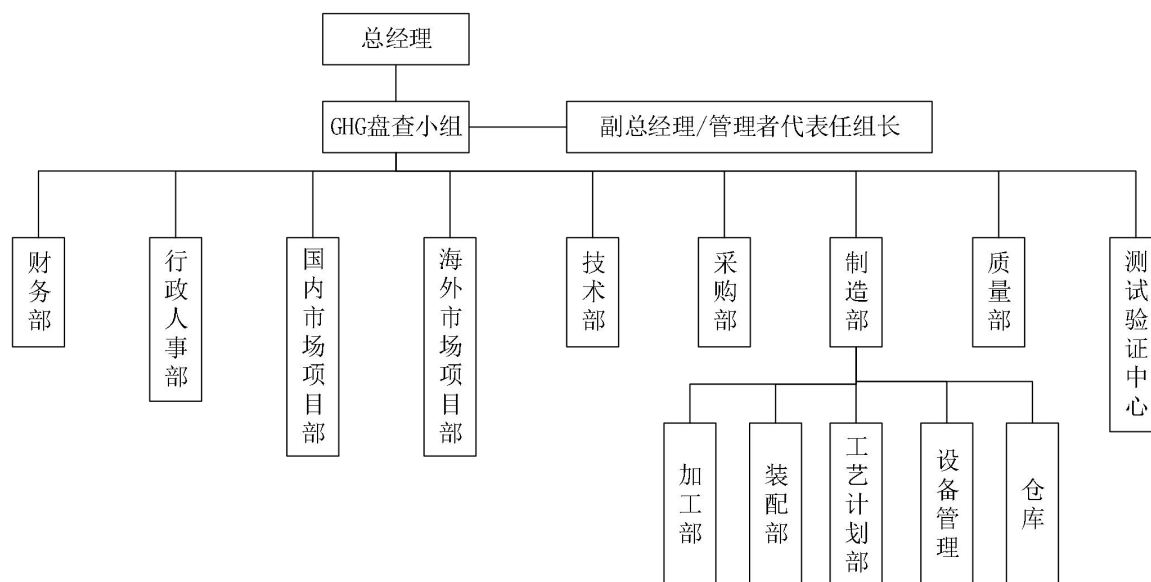 总经理
GHG盘查小组
副总经理/管理者代表任组长
财务部
行政人事部
国内市场项目部
海外市场项目部
技术部
采购部
制造部
质量部
测试验证中心
加工部
装配部
工艺计划部
设备管理
仓库